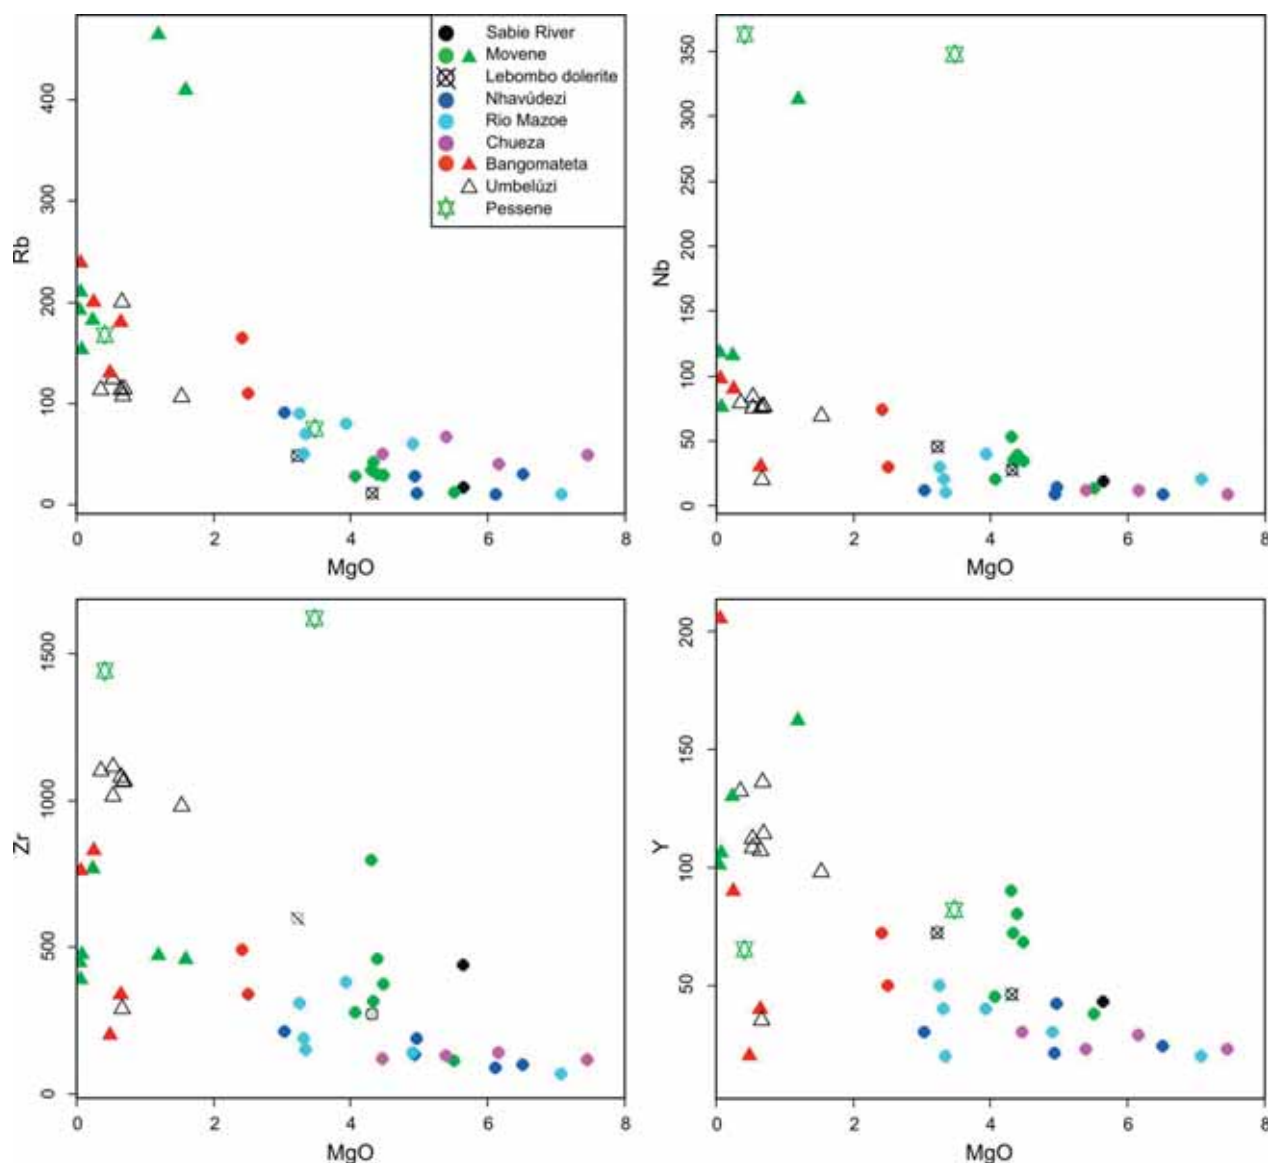 Sabie River
Movene
Lebombo dolerite
Nhavúdezi
Rio Mazoe
Chueza
Bangomateta
Umbelúzi
Pessene
400
300
200
100
0
Rb
0 2 4 6 8
MgO
350
300
250
200
150
100
50
0
Nb
0 2 4 6 8
MgO
1500
1000
500
0
Zr
0 2 4 6 8
MgO
200
150
100
50
Y
0 2 4 6 8
MgO